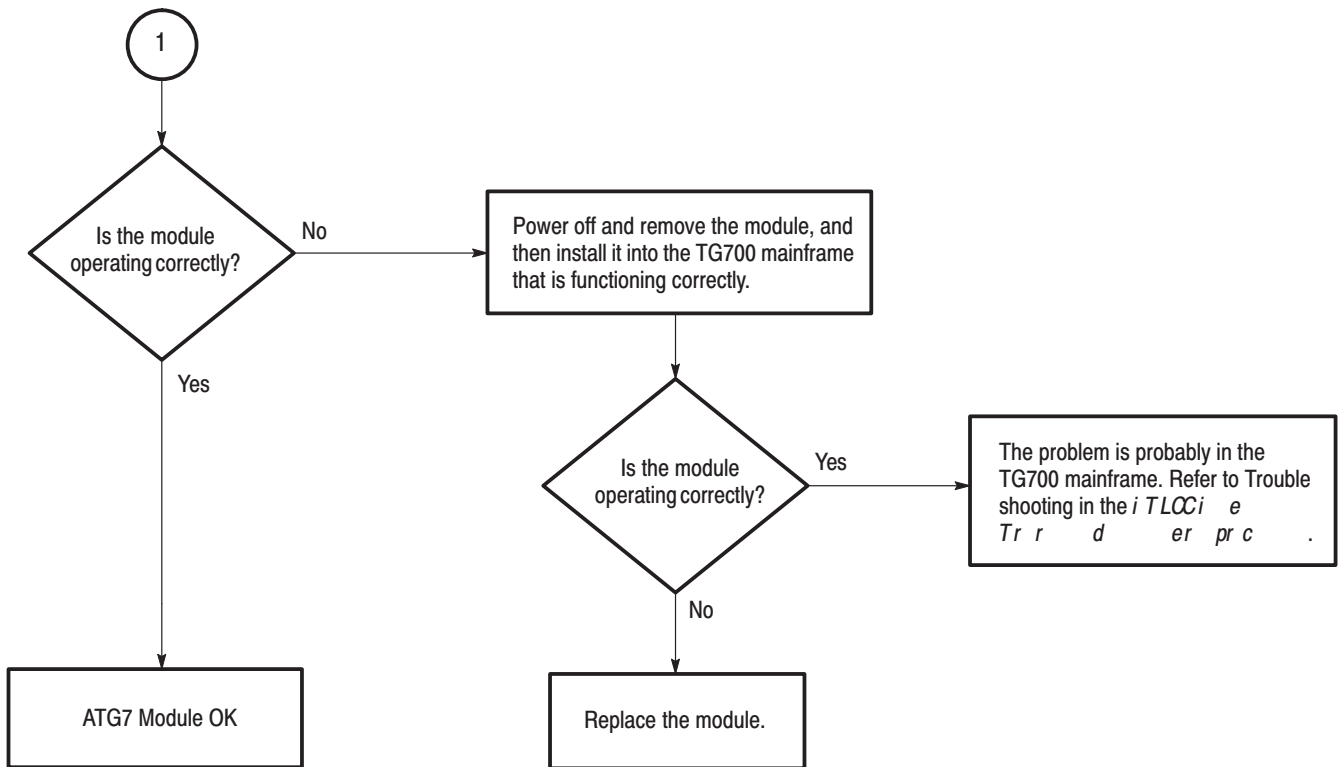 1
Is the module
operating correctly?
No
Yes
Power off and remove the module, and
then install it into the TG700 mainframe
that is functioning correctly.
Is the module
operating correctly?
Yes
No
The problem is probably in the
TG700 mainframe. Refer to Trouble
shooting in the
ATG7 Module OK
Replace the module.